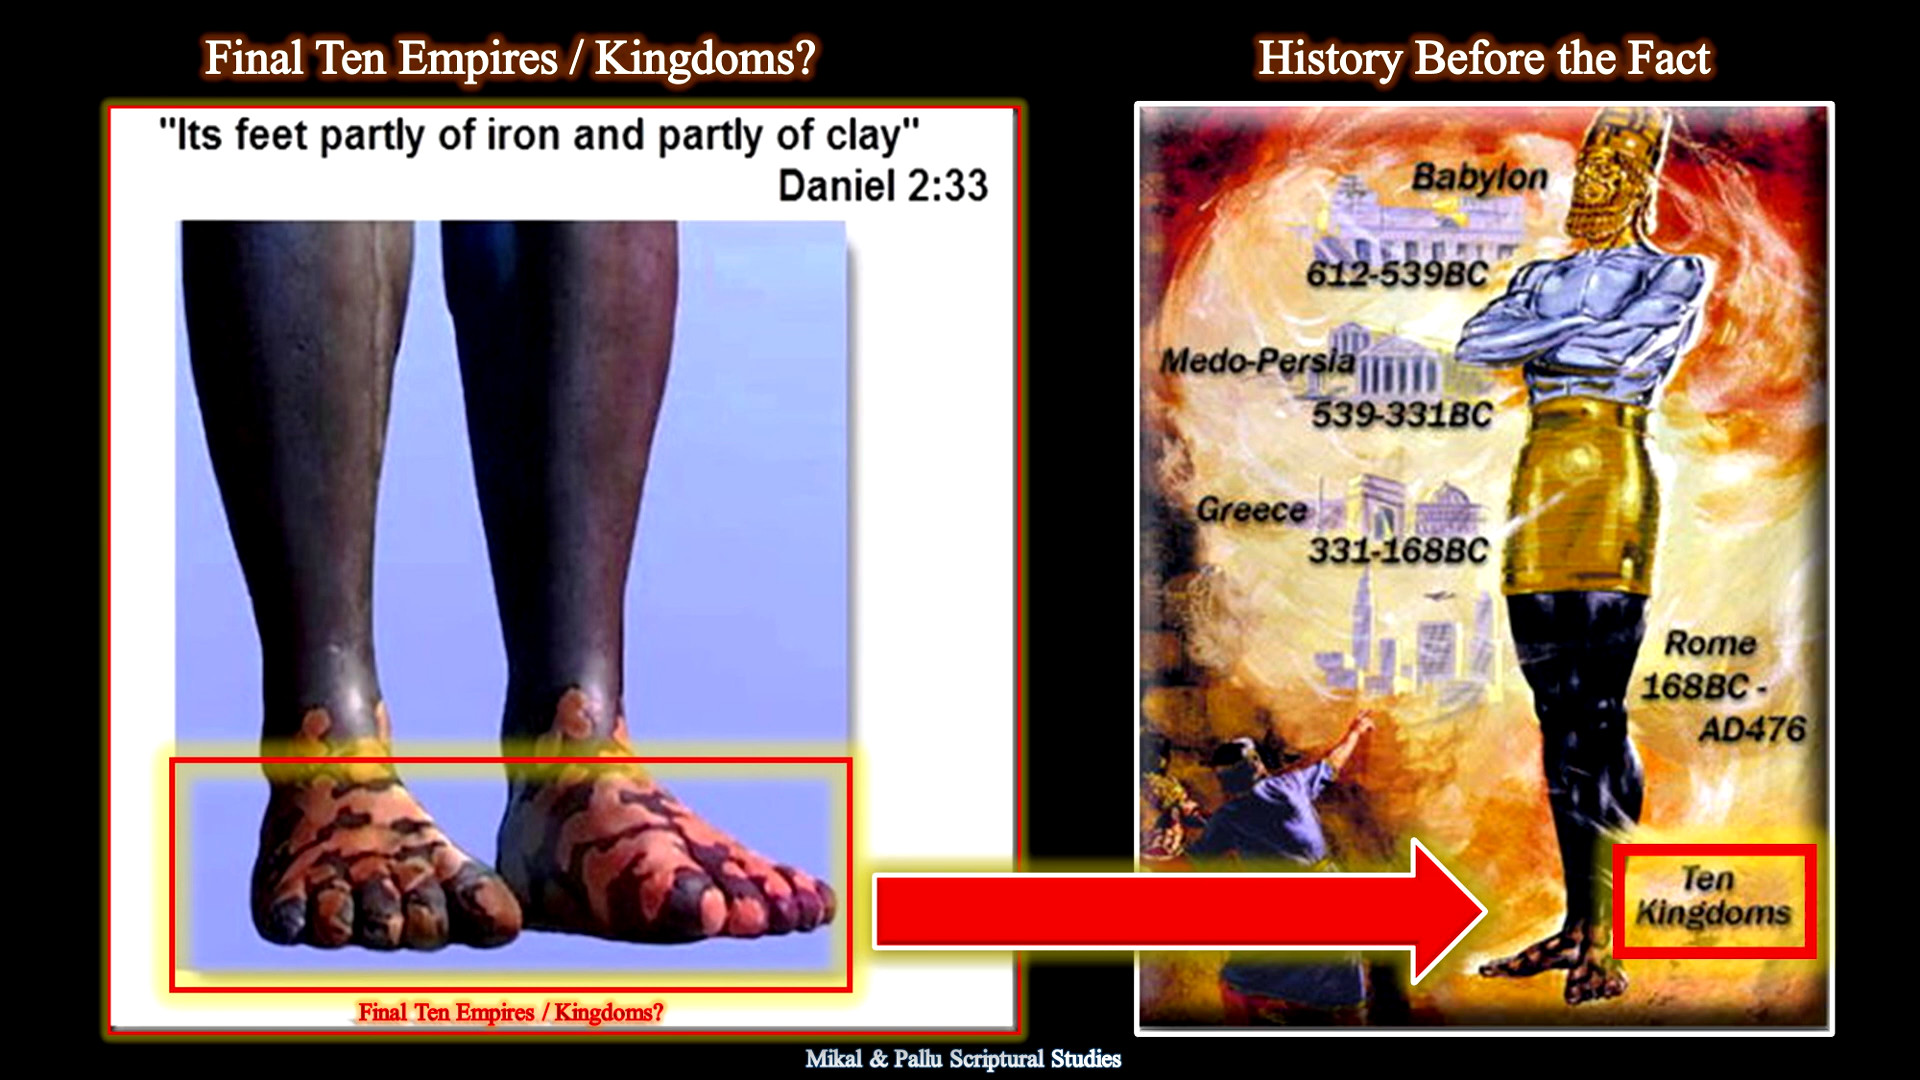 Final Ten Empires / Kingdoms?
"Its feet partly of iron and partly of clay"
Daniel 2:33
Final Ten Empires / Kingdoms?
History Before the Fact
Babylon
612-539BC
Medo-Persia
539-331BC
Greece
331-168BC
Rome
168BC -
AD476
Ten
Kingdoms
Mikal & Pallu Scriptural Studies